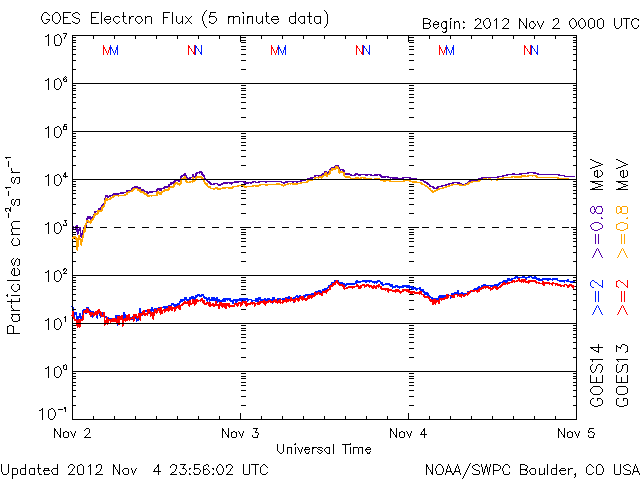 GOES Electron Flux (5 minute data)
Begin: 2012 Nov 2 0000 UTC
10⁷
MM NN MM NN MM NN
10⁶
10⁵
10⁴
10³
10²
10¹
10⁰
10⁻¹
Particles cm⁻²s⁻¹sr⁻¹
Nov 2 Nov 3 Nov 4 Nov 5
Universal Time
GOES14 >=2 >=0.8 MeV
GOES13 >=2 >=0.8 MeV
Updated 2012 Nov 4 23:56:02 UTC
NOAA/SWPC Boulder, CO USA